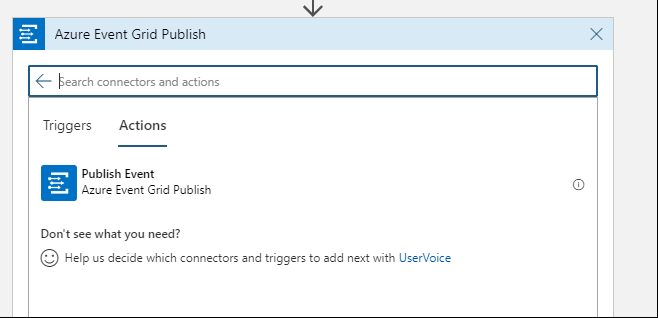 Azure Event Grid Publish
Search connectors and actions
Triggers Actions
Publish Event
Azure Event Grid Publish
Don't see what you need?
Help us decide which connectors and triggers to add next with UserVoice